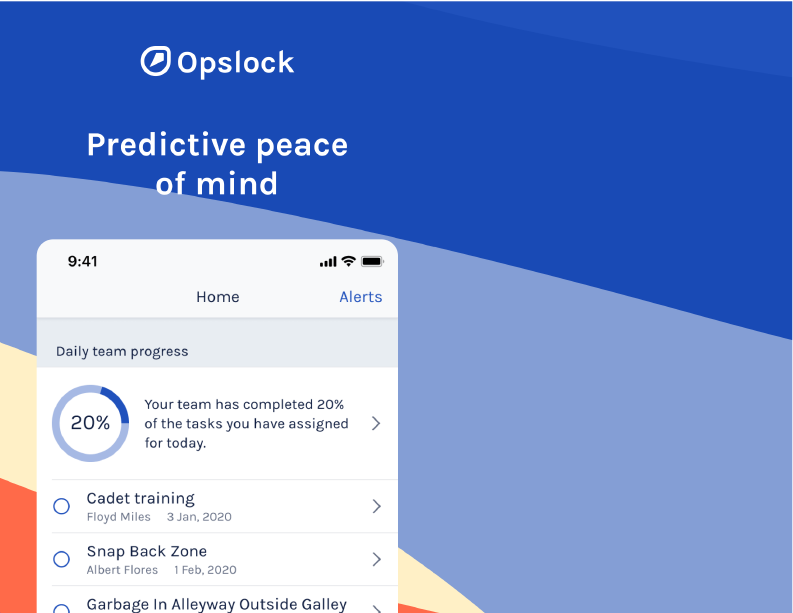 Opslock
Predictive peace
of mind
9:41
Home
Alerts
Daily team progress
20%
Your team has completed 20%
of the tasks you have assigned
for today.
Cadet training
Floyd Miles 3 Jan, 2020
Snap Back Zone
Albert Flores 1 Feb, 2020
Garbage In Alleyway Outside Galley